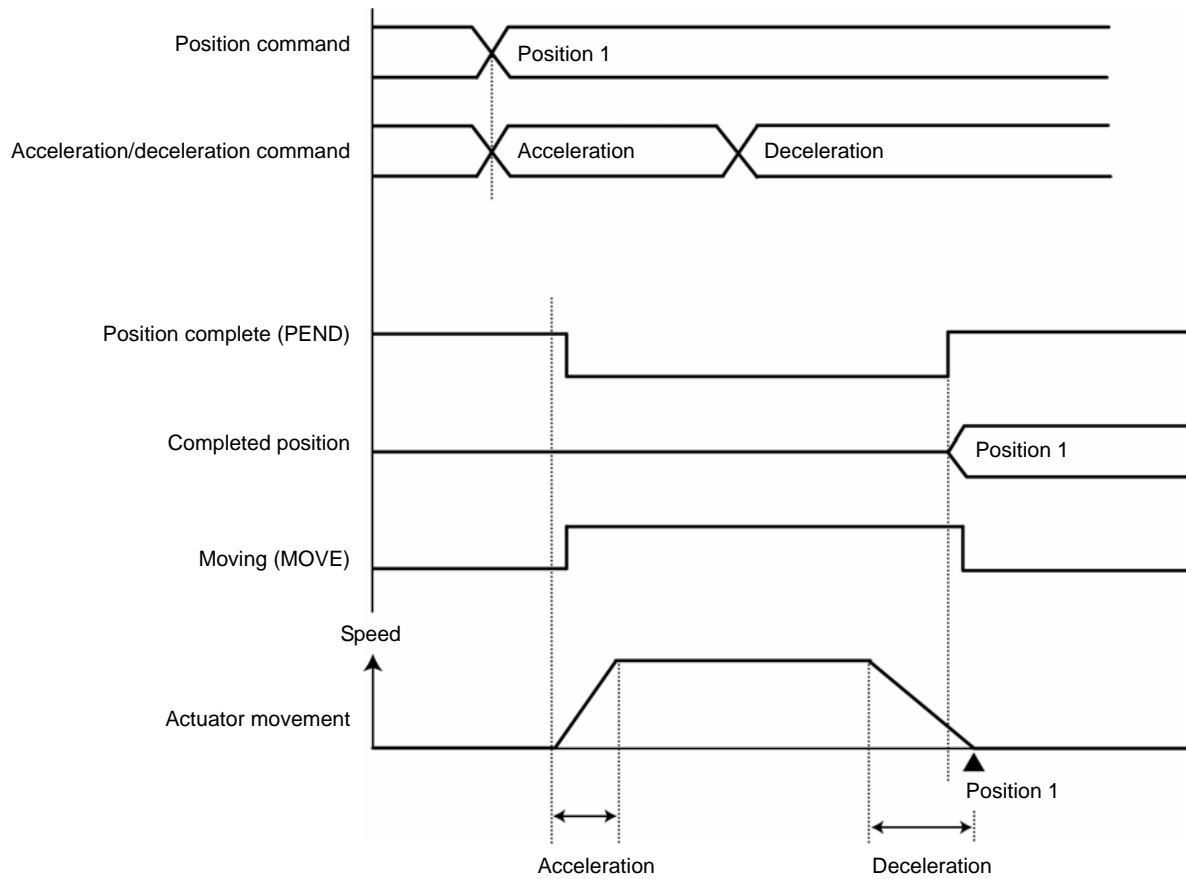 Position command
Position 1
Acceleration/deceleration command
Acceleration
Deceleration
Position complete (PEND)
Completed position
Position 1
Moving (MOVE)
Speed
Actuator movement
Position 1
Acceleration
Deceleration